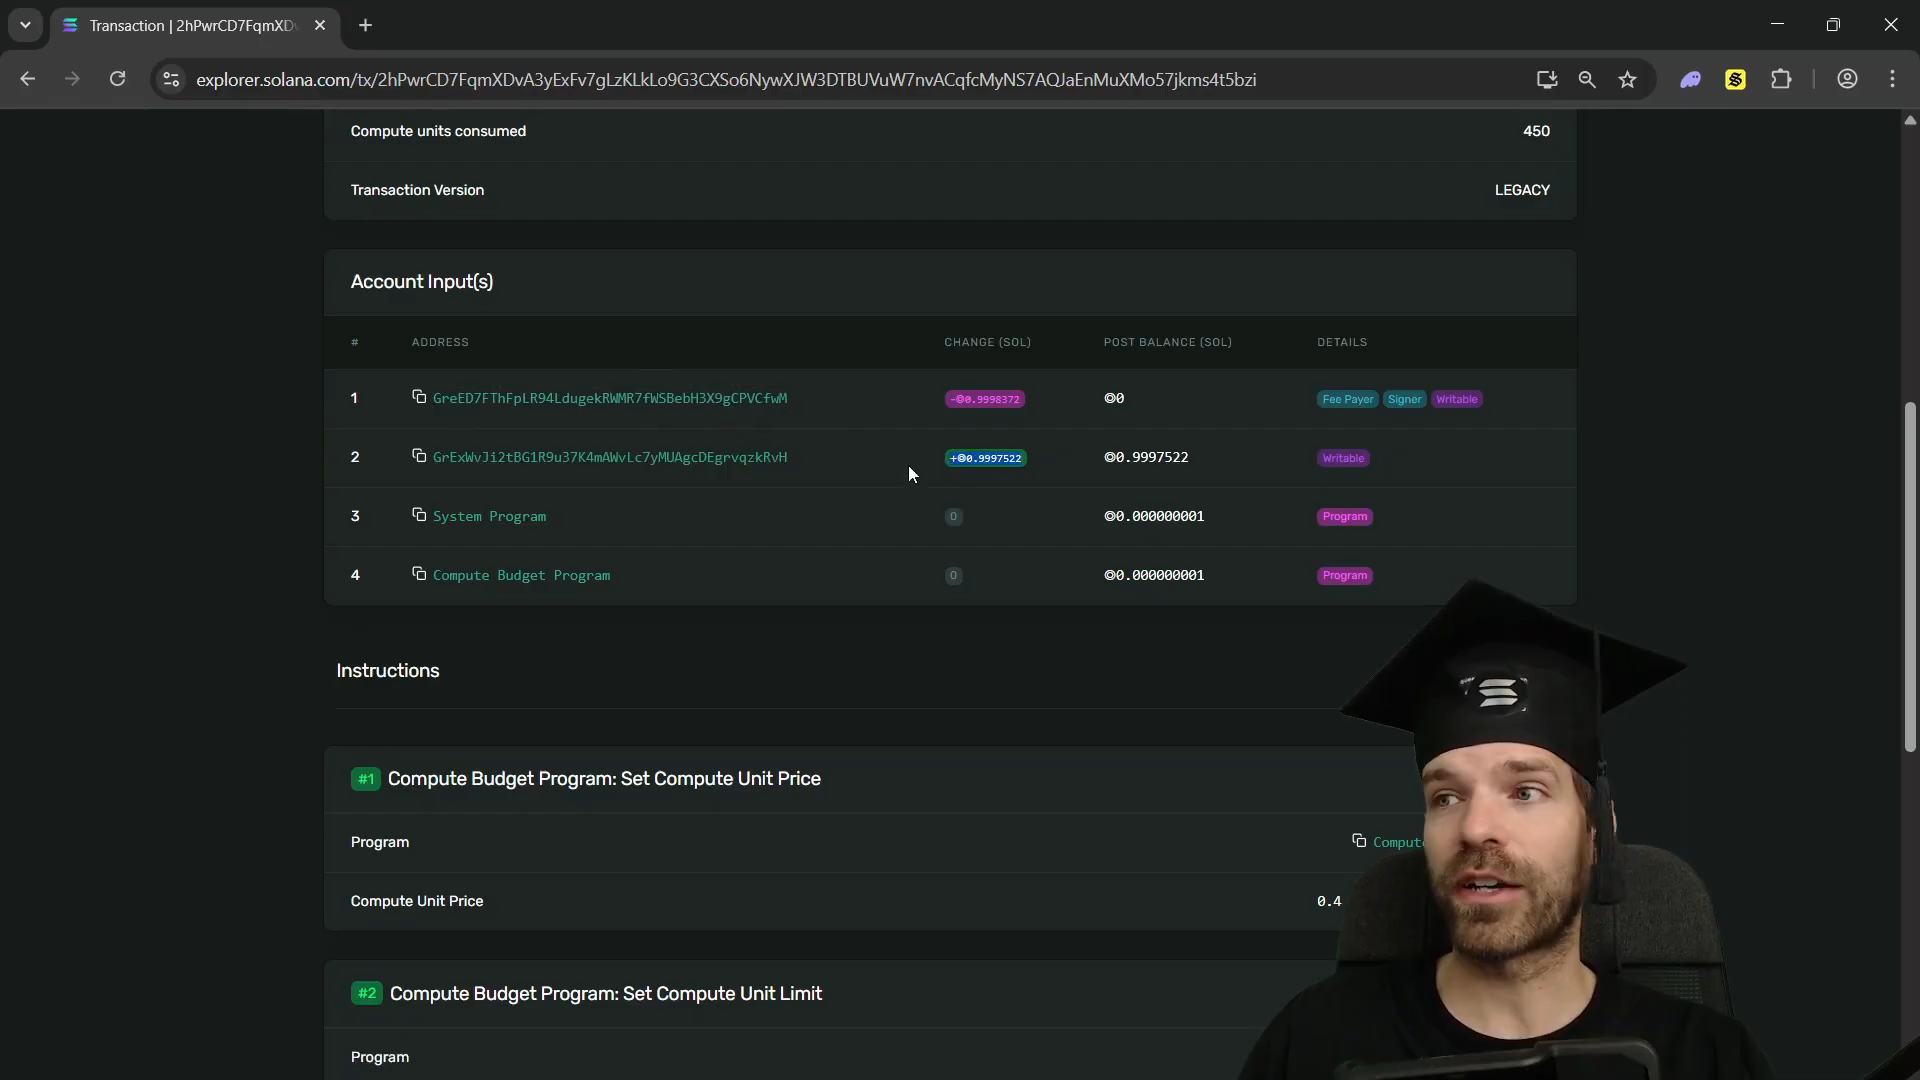 Transaction | 2hPwrCD7FqmXDv
explorer.solana.com/tx/2hPwrCD7FqmXDvA3yExFv7gLzKLkLo9G3CXSo6NywXJW3DTBUVuW7nvACqfcMyNS7AQJaEnMuXMo57jkms4t5bzi
Compute units consumed 450
Transaction Version LEGACY
Account Input(s)
# ADDRESS CHANGE (SOL) POST BALANCE (SOL) DETAILS
1 GreED7FThFpLR94LdugekRWMR7fWSBebH3X9gCPVCfwM -◎0.9998372 ◎0 Fee Payer Signer Writable
2 GrExWvJi2tBG1R9u37K4mAWvLc7yMUAgcDEgrvqzkRvH +◎0.9997522 ◎0.9997522 Writable
3 System Program 0 ◎0.000000001 Program
4 Compute Budget Program 0 ◎0.000000001 Program
Instructions
#1 Compute Budget Program: Set Compute Unit Price
Program Comput
Compute Unit Price 0.4
#2 Compute Budget Program: Set Compute Unit Limit
Program